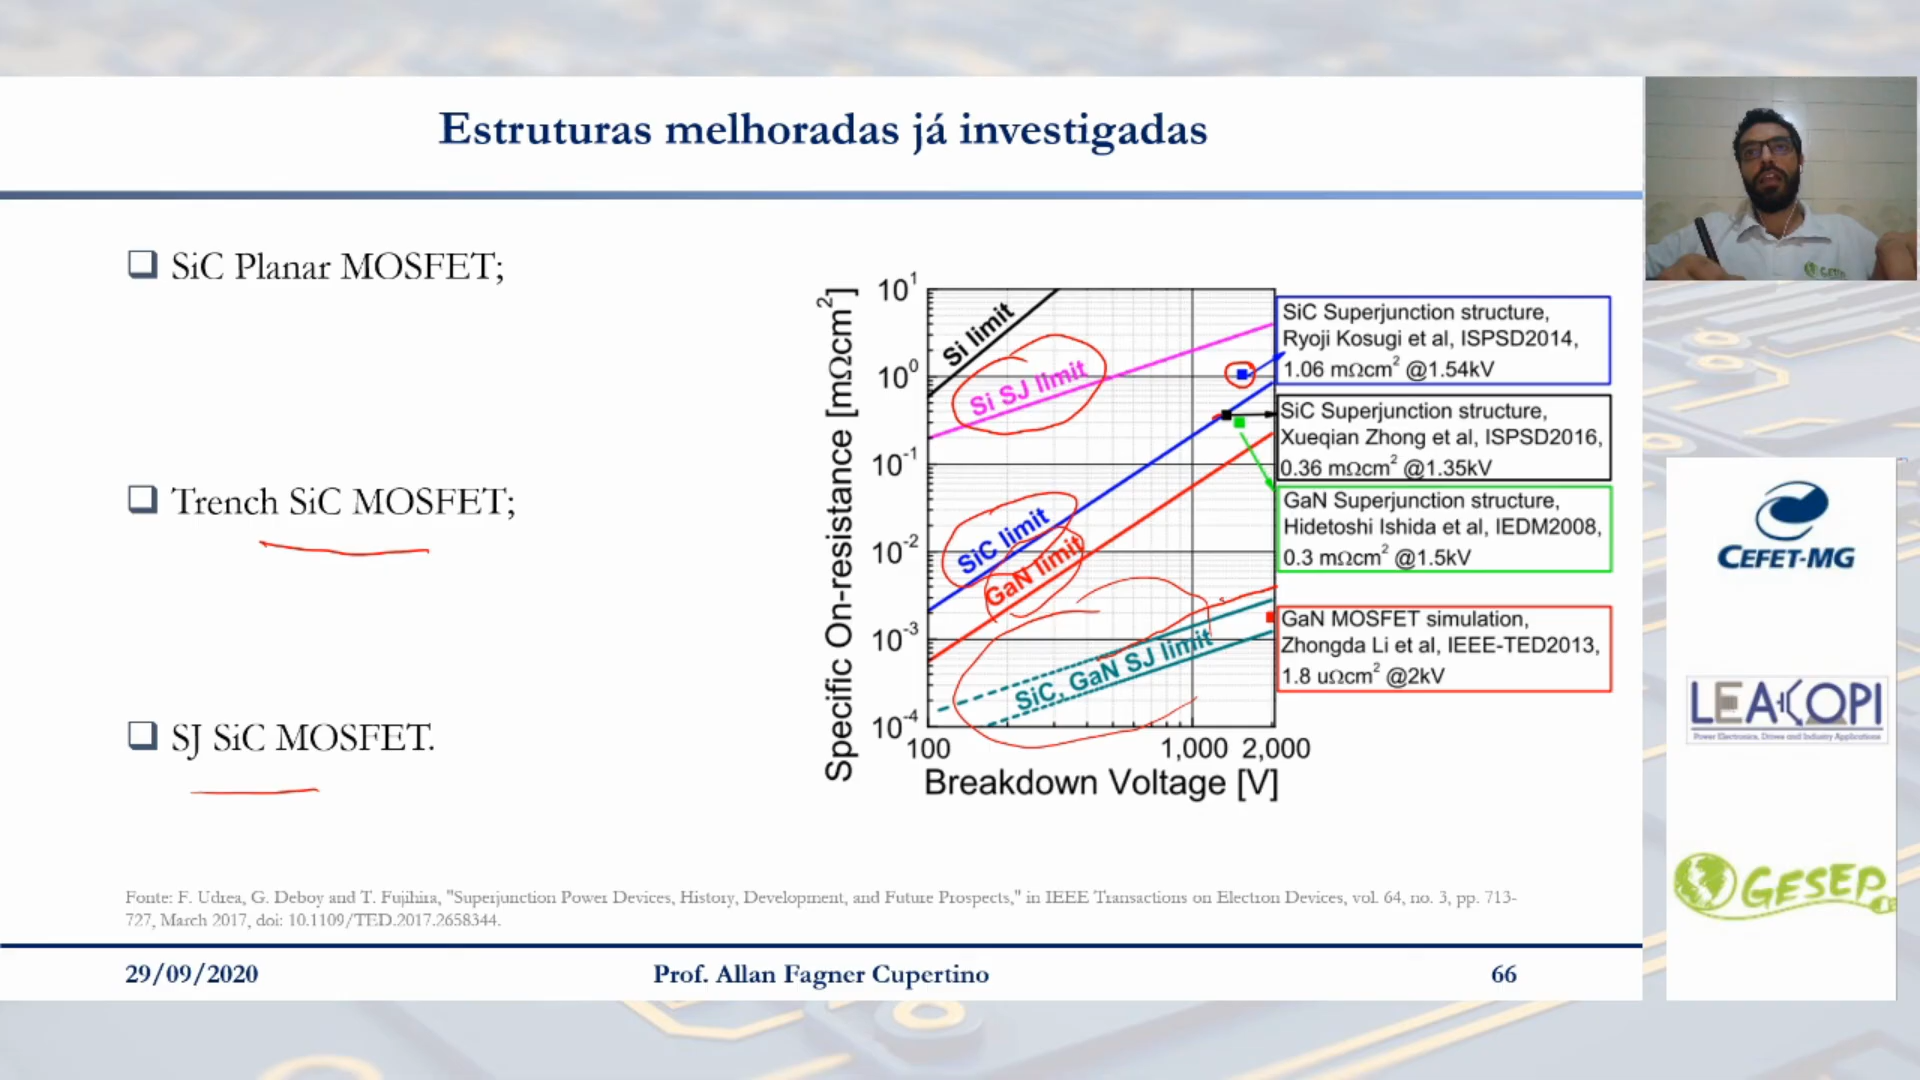 Estruturas melhoradas já investigadas
❑ SiC Planar MOSFET;
❑ Trench SiC MOSFET;
❑ SJ SiC MOSFET.
Specific On-resistance [mΩcm²]
10¹
10⁰
10⁻¹
10⁻²
10⁻³
10⁻⁴
100
1,000
2,000
Breakdown Voltage [V]
Si limit
Si SJ limit
SiC limit
GaN limit
SiC, GaN SJ limit
SiC Superjunction structure,
Ryoji Kosugi et al, ISPSD2014,
1.06 mΩcm² @1.54kV
SiC Superjunction structure,
Xueqian Zhong et al, ISPSD2016,
0.36 mΩcm² @1.35kV
GaN Superjunction structure,
Hidetoshi Ishida et al, IEDM2008,
0.3 mΩcm² @1.5kV
GaN MOSFET simulation,
Zhongda Li et al, IEEE-TED2013,
1.8 uΩcm² @2kV
Fonte: F. Udrea, G. Deboy and T. Fujihira, "Superjunction Power Devices, History, Development, and Future Prospects," in IEEE Transactions on Electron Devices, vol. 64, no. 3, pp. 713-
727, March 2017, doi: 10.1109/TED.2017.2658344.
29/09/2020
Prof. Allan Fagner Cupertino
66
CEFET-MG
LEACOPI
Power Electronics, Drives and Industry Applications
GESEP